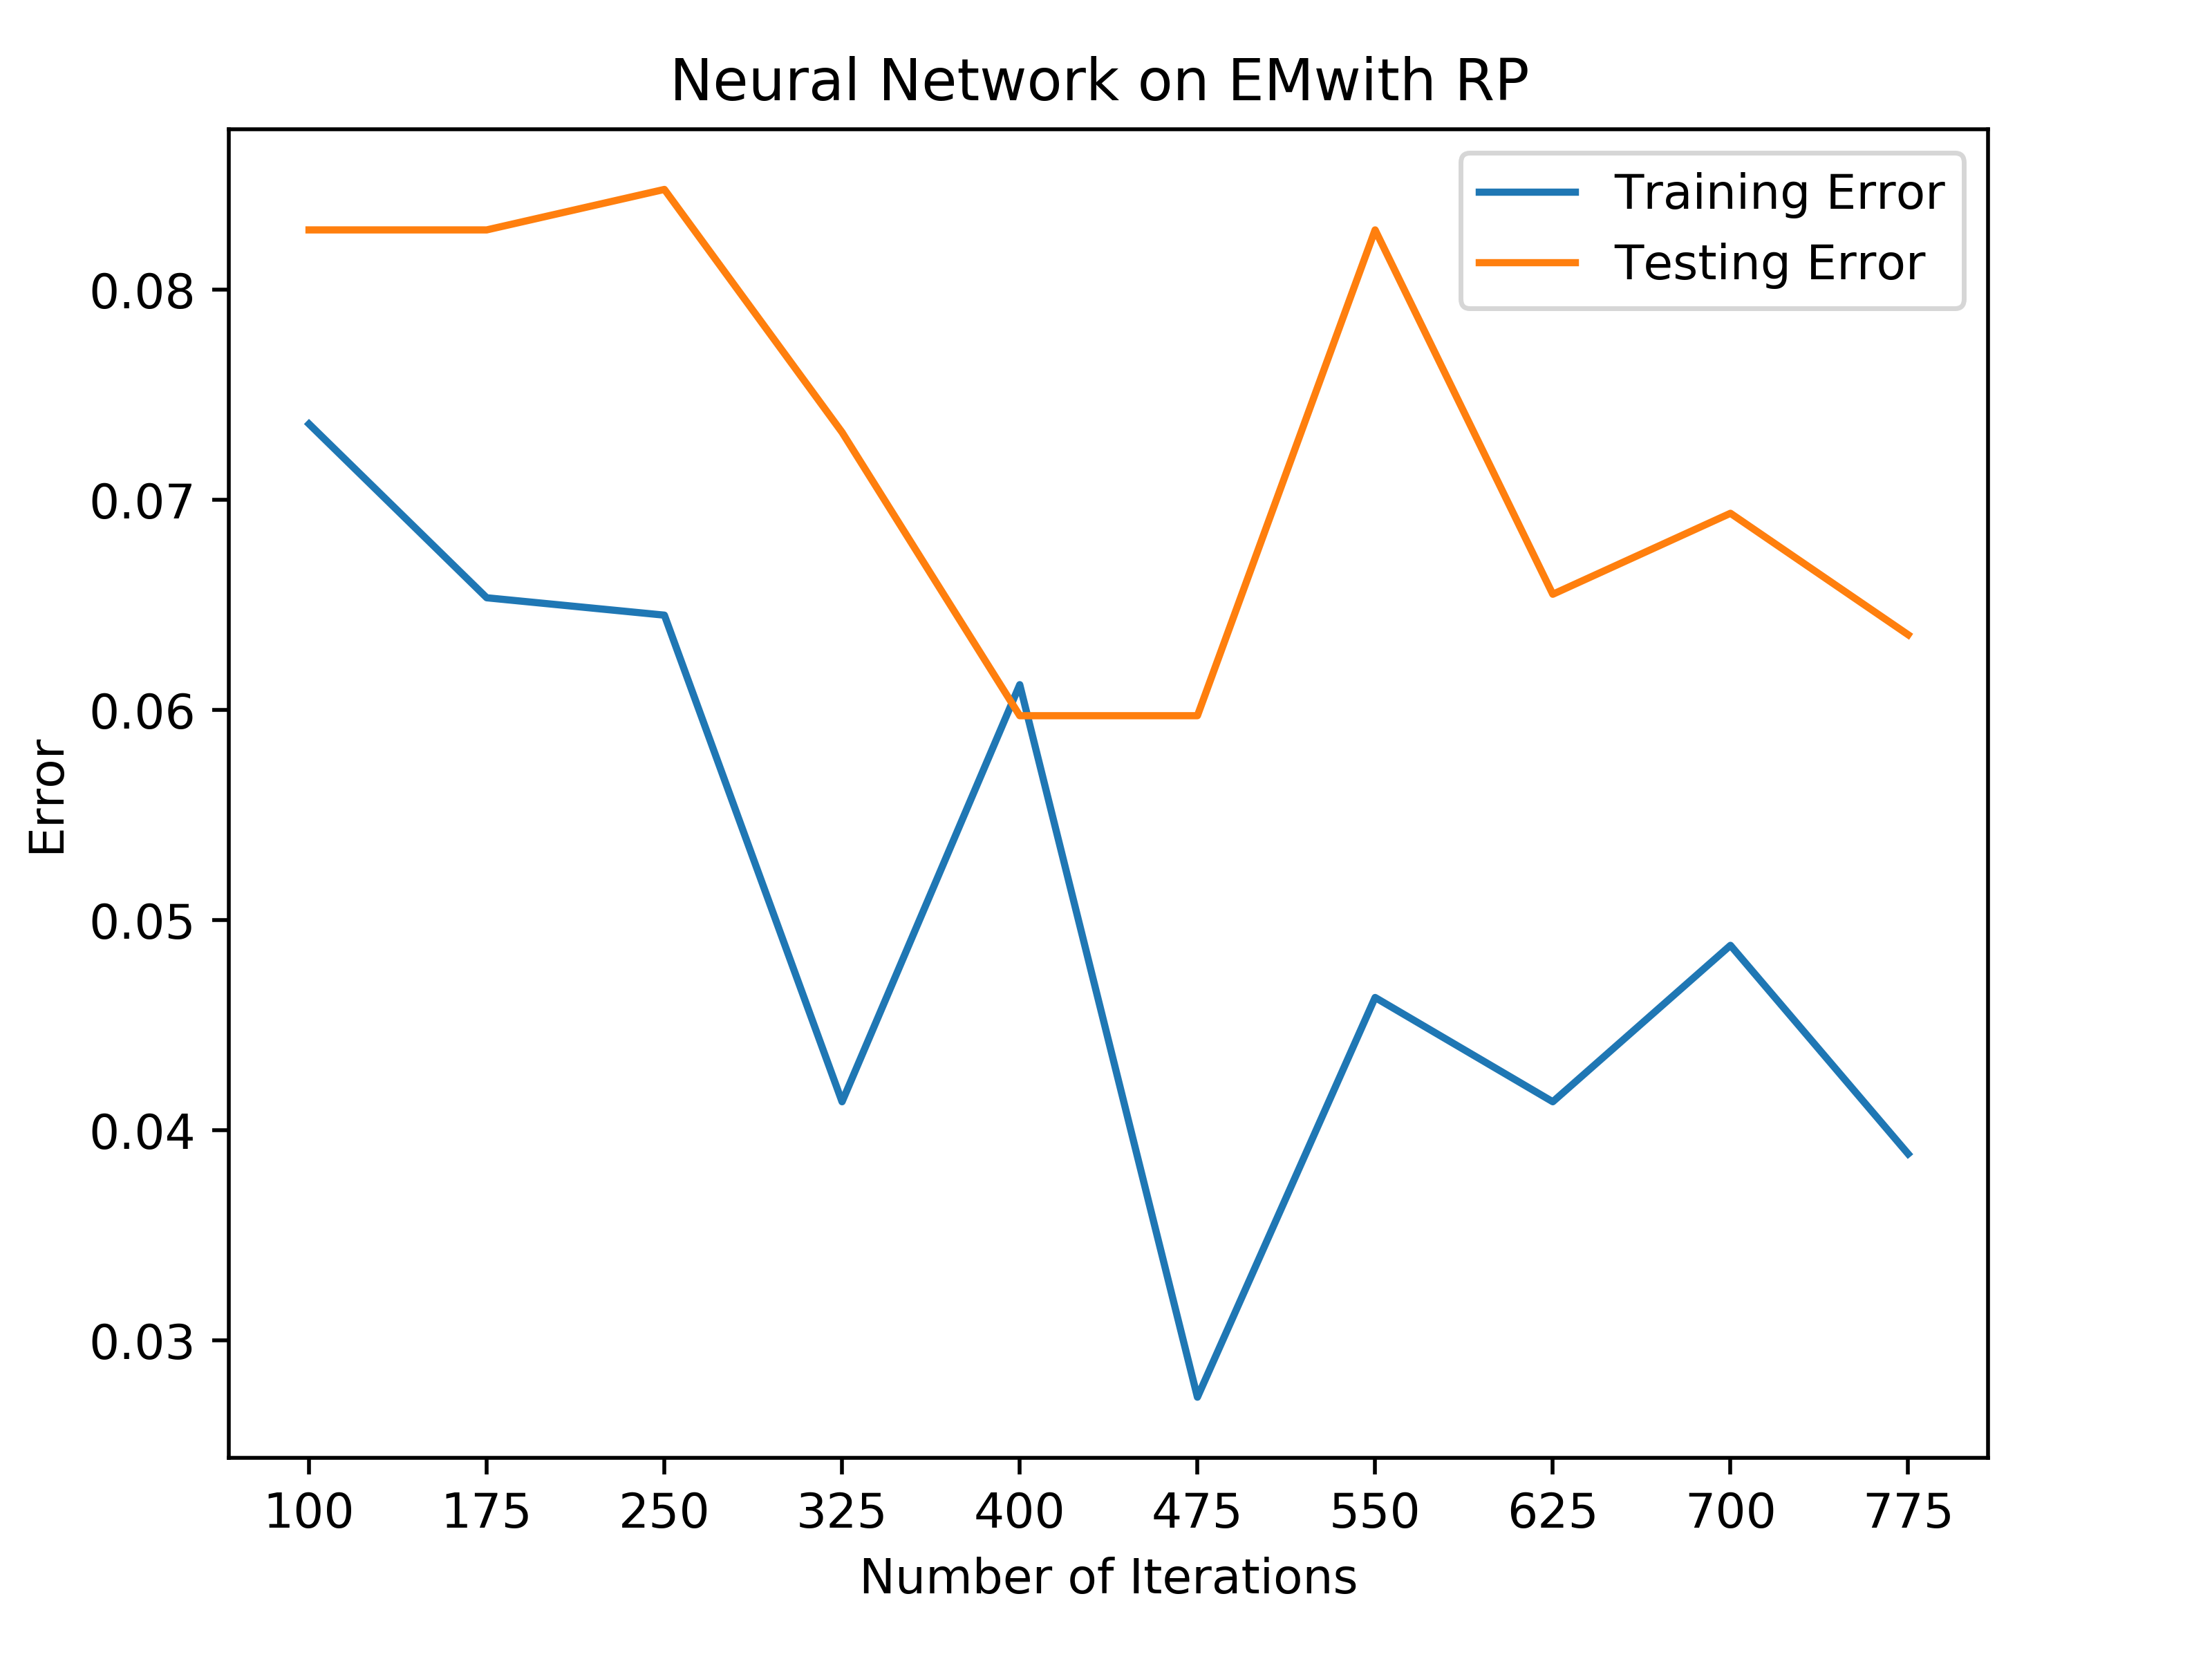 Neural Network on EMwith RP
Training Error
Testing Error
0.08
0.07
0.06
0.05
0.04
0.03
Error
100 175 250 325 400 475 550 625 700 775
Number of Iterations